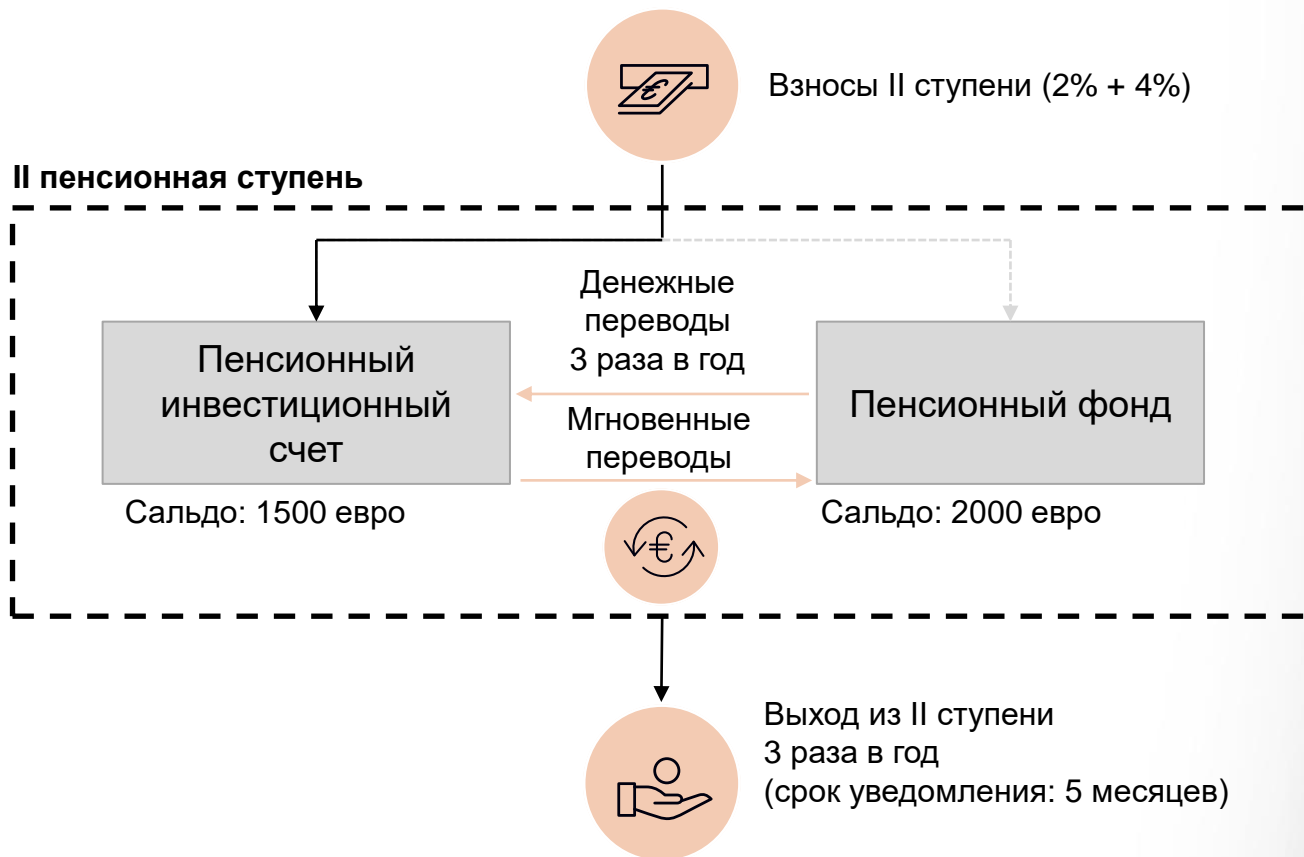 Взносы II ступени (2% + 4%)
II пенсионная ступень
Денежные
переводы
3 раза в год
Пенсионный
инвестиционный
счет
Пенсионный фонд
Мгновенные
переводы
Сальдо: 1500 евро
Сальдо: 2000 евро
Выход из II ступени
3 раза в год
(срок уведомления: 5 месяцев)